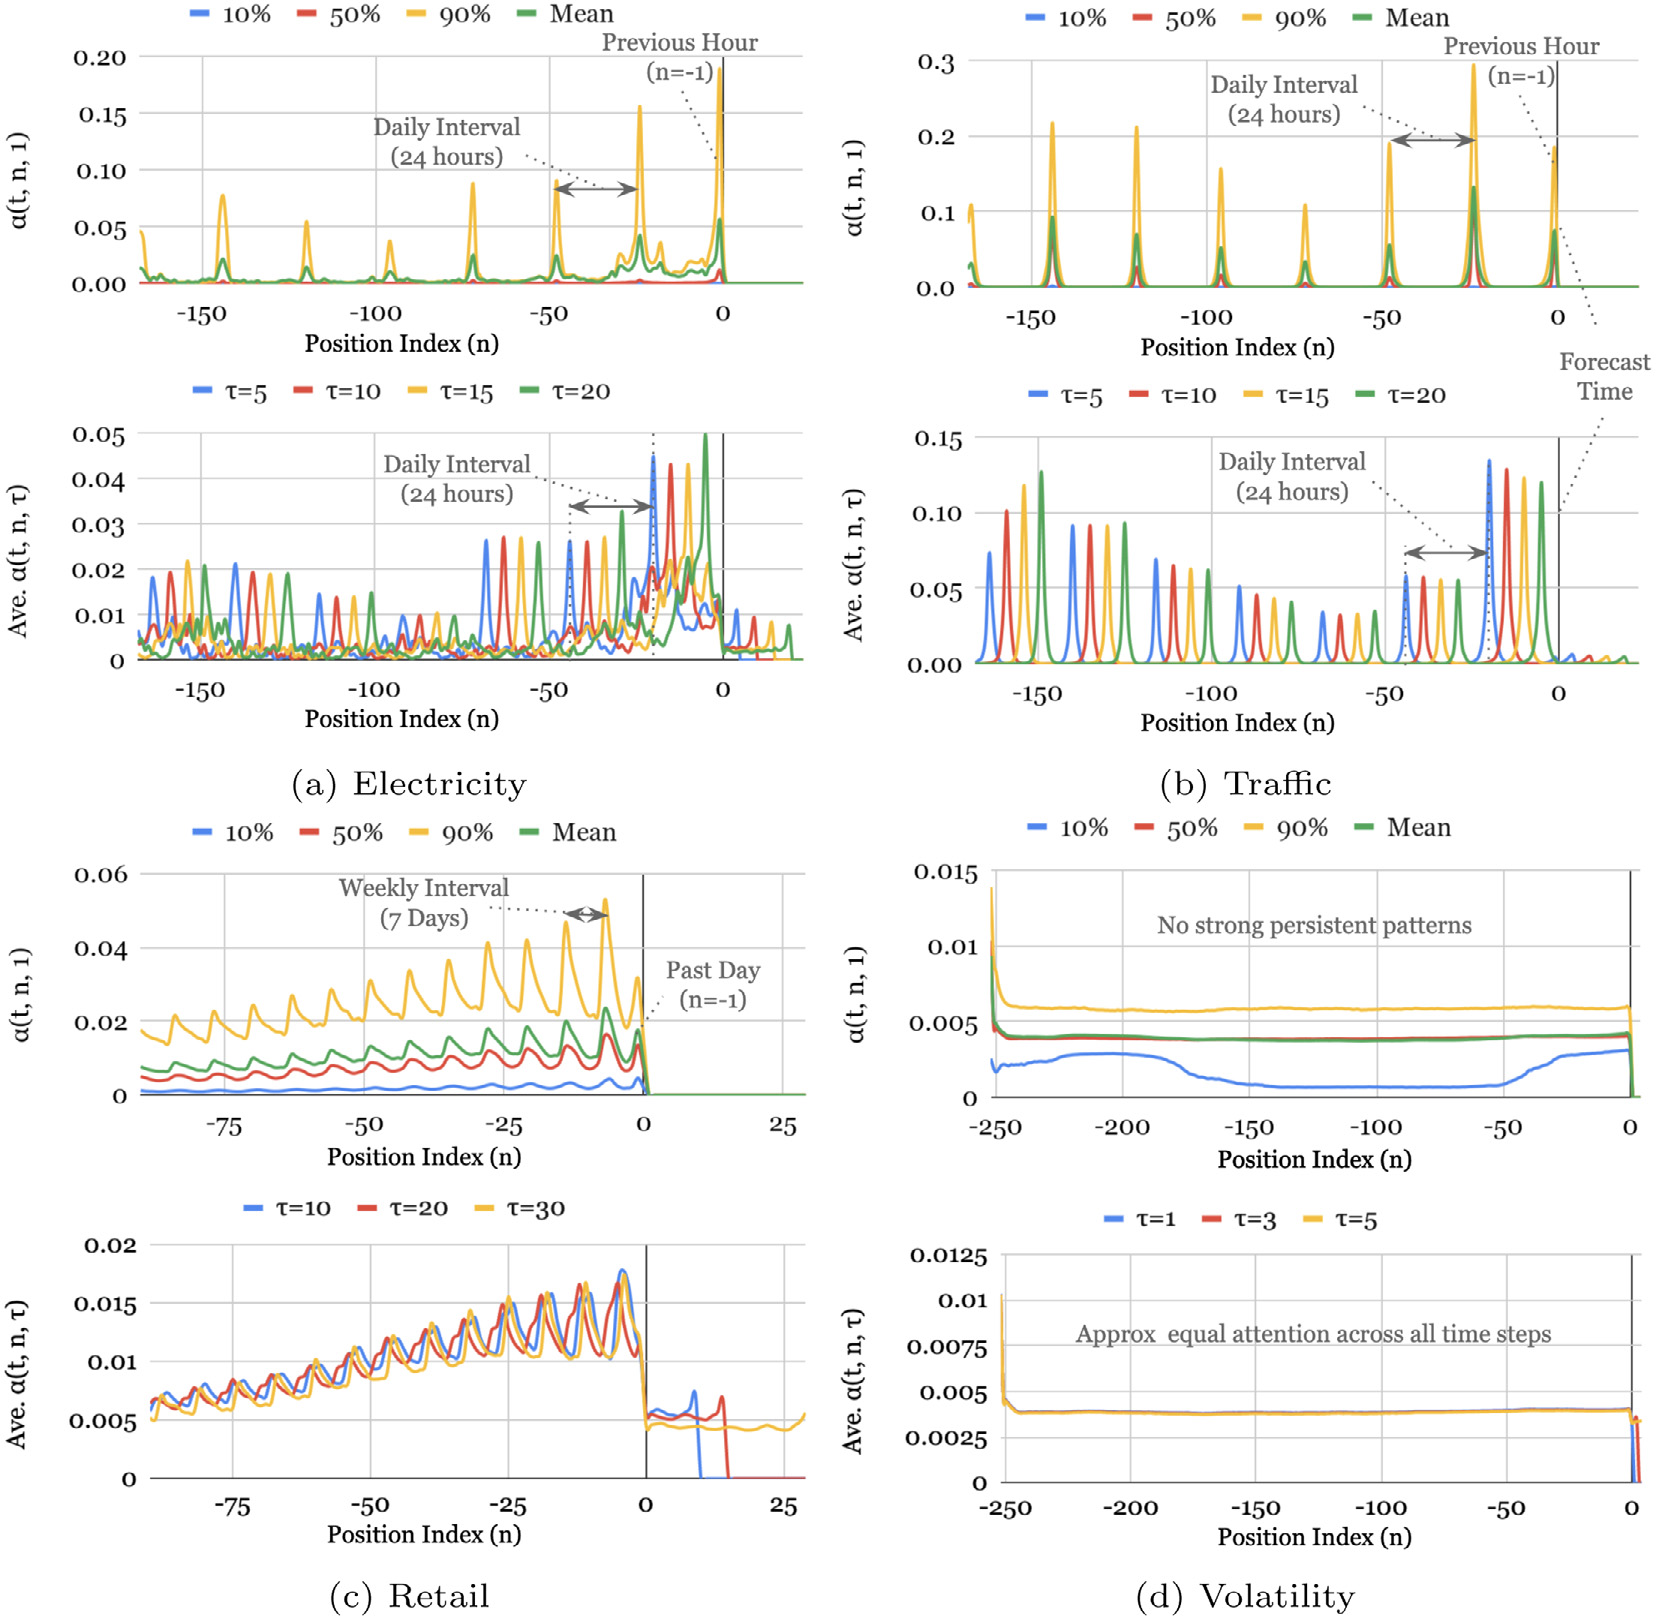 10% 50% 90% Mean
Previous Hour
(n=-1)
Daily Interval
(24 hours)
α(t, n, 1)
0.20
0.15
0.10
0.05
0.00
-150 -100 -50 0
Position Index (n)
τ=5 τ=10 τ=15 τ=20
Daily Interval
(24 hours)
Ave. α(t, n, τ)
0.05
0.04
0.03
0.02
0.01
0
-150 -100 -50 0
Position Index (n)
(a) Electricity
10% 50% 90% Mean
Previous Hour
(n=-1)
Daily Interval
(24 hours)
α(t, n, 1)
0.3
0.2
0.1
0.0
-150 -100 -50 0
Position Index (n)
Forecast
Time
τ=5 τ=10 τ=15 τ=20
Daily Interval
(24 hours)
Ave. α(t, n, τ)
0.15
0.10
0.05
0.00
-150 -100 -50 0
Position Index (n)
(b) Traffic
10% 50% 90% Mean
Weekly Interval
(7 Days)
Past Day
(n=-1)
α(t, n, 1)
0.06
0.04
0.02
0
-75 -50 -25 0 25
Position Index (n)
τ=10 τ=20 τ=30
Ave. α(t, n, τ)
0.02
0.015
0.01
0.005
0
-75 -50 -25 0 25
Position Index (n)
(c) Retail
10% 50% 90% Mean
No strong persistent patterns
α(t, n, 1)
0.015
0.01
0.005
0
-250 -200 -150 -100 -50 0
Position Index (n)
τ=1 τ=3 τ=5
Approx equal attention across all time steps
Ave. α(t, n, τ)
0.0125
0.01
0.0075
0.005
0.0025
0
-250 -200 -150 -100 -50 0
Position Index (n)
(d) Volatility